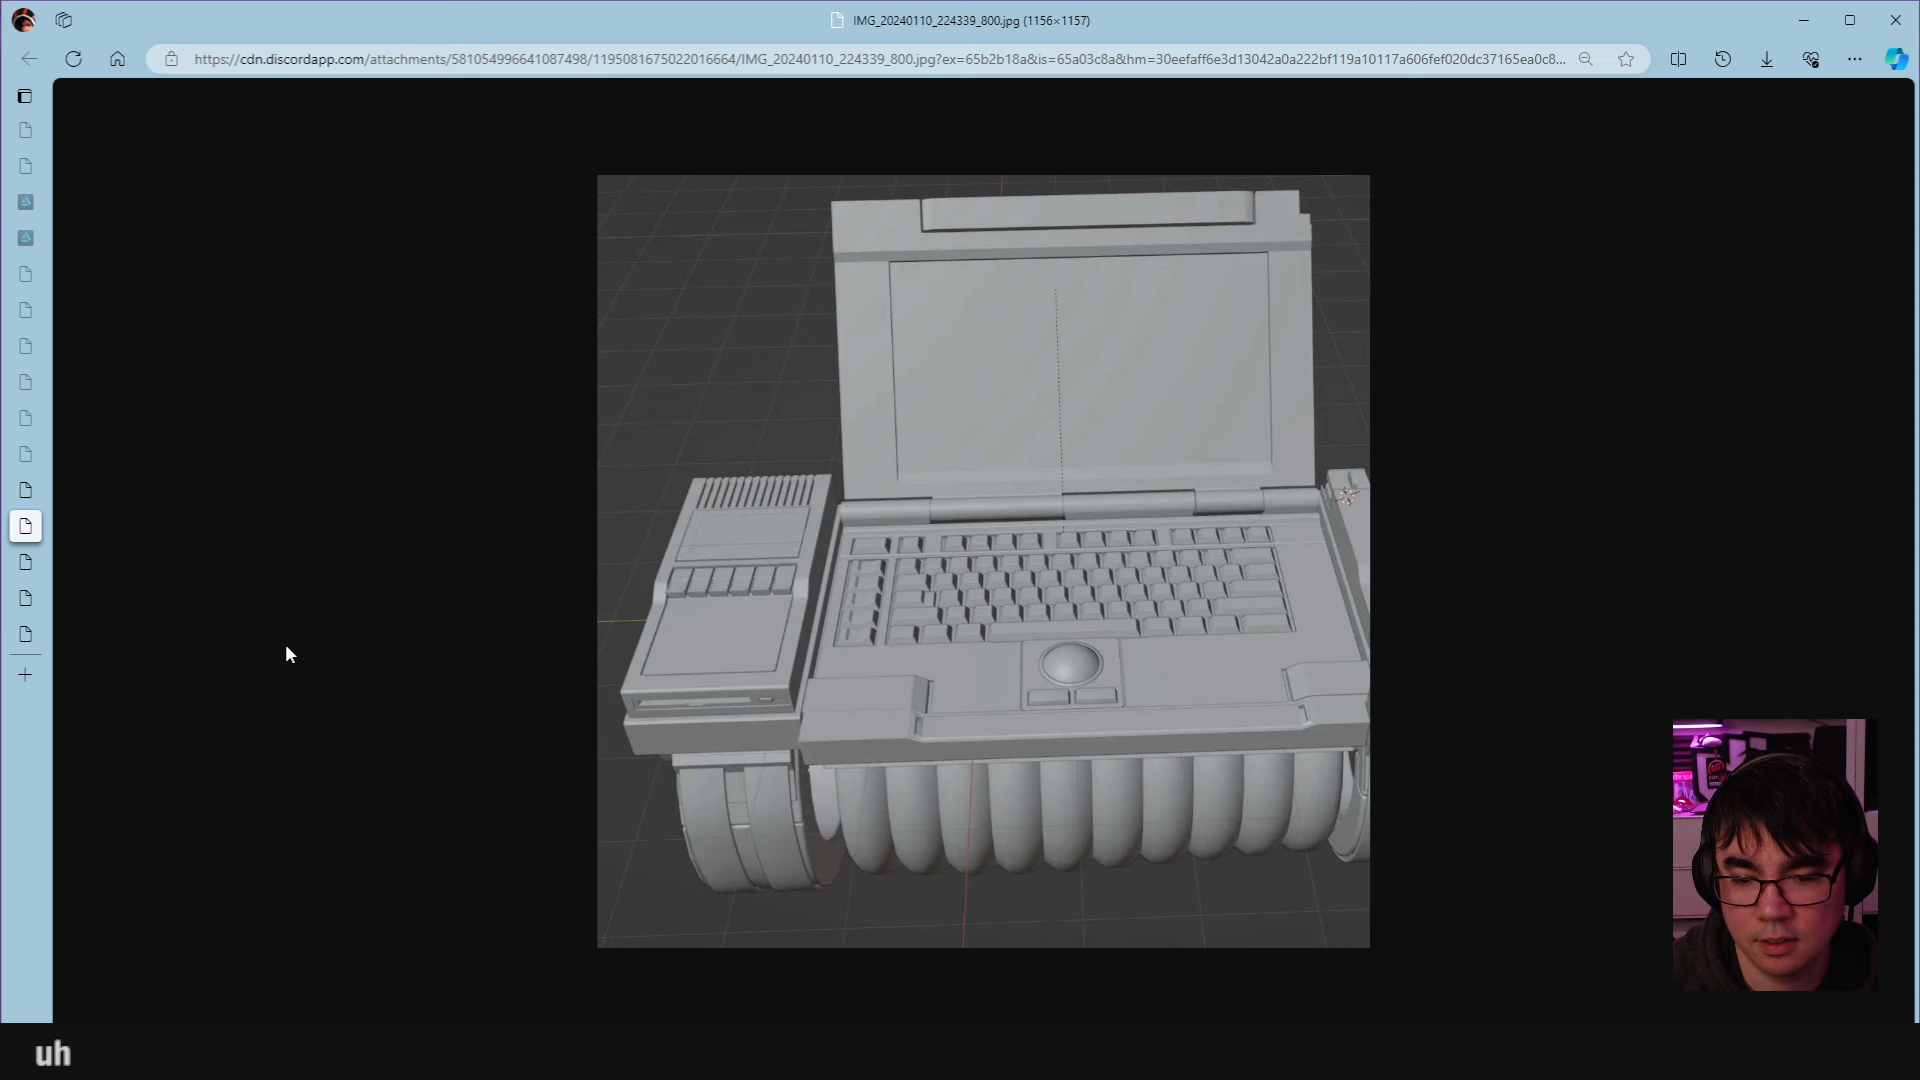 IMG_20240110_224339_800.jpg (1156×1157)
https://cdn.discordapp.com/attachments/581054996641087498/1195081675022016664/IMG_20240110_224339_800.jpg?ex=65b2b18a&is=65a03c8a&hm=30eefaff6e3d13042a0a222bf119a10117a606fef020dc37165ea0c8...
uh